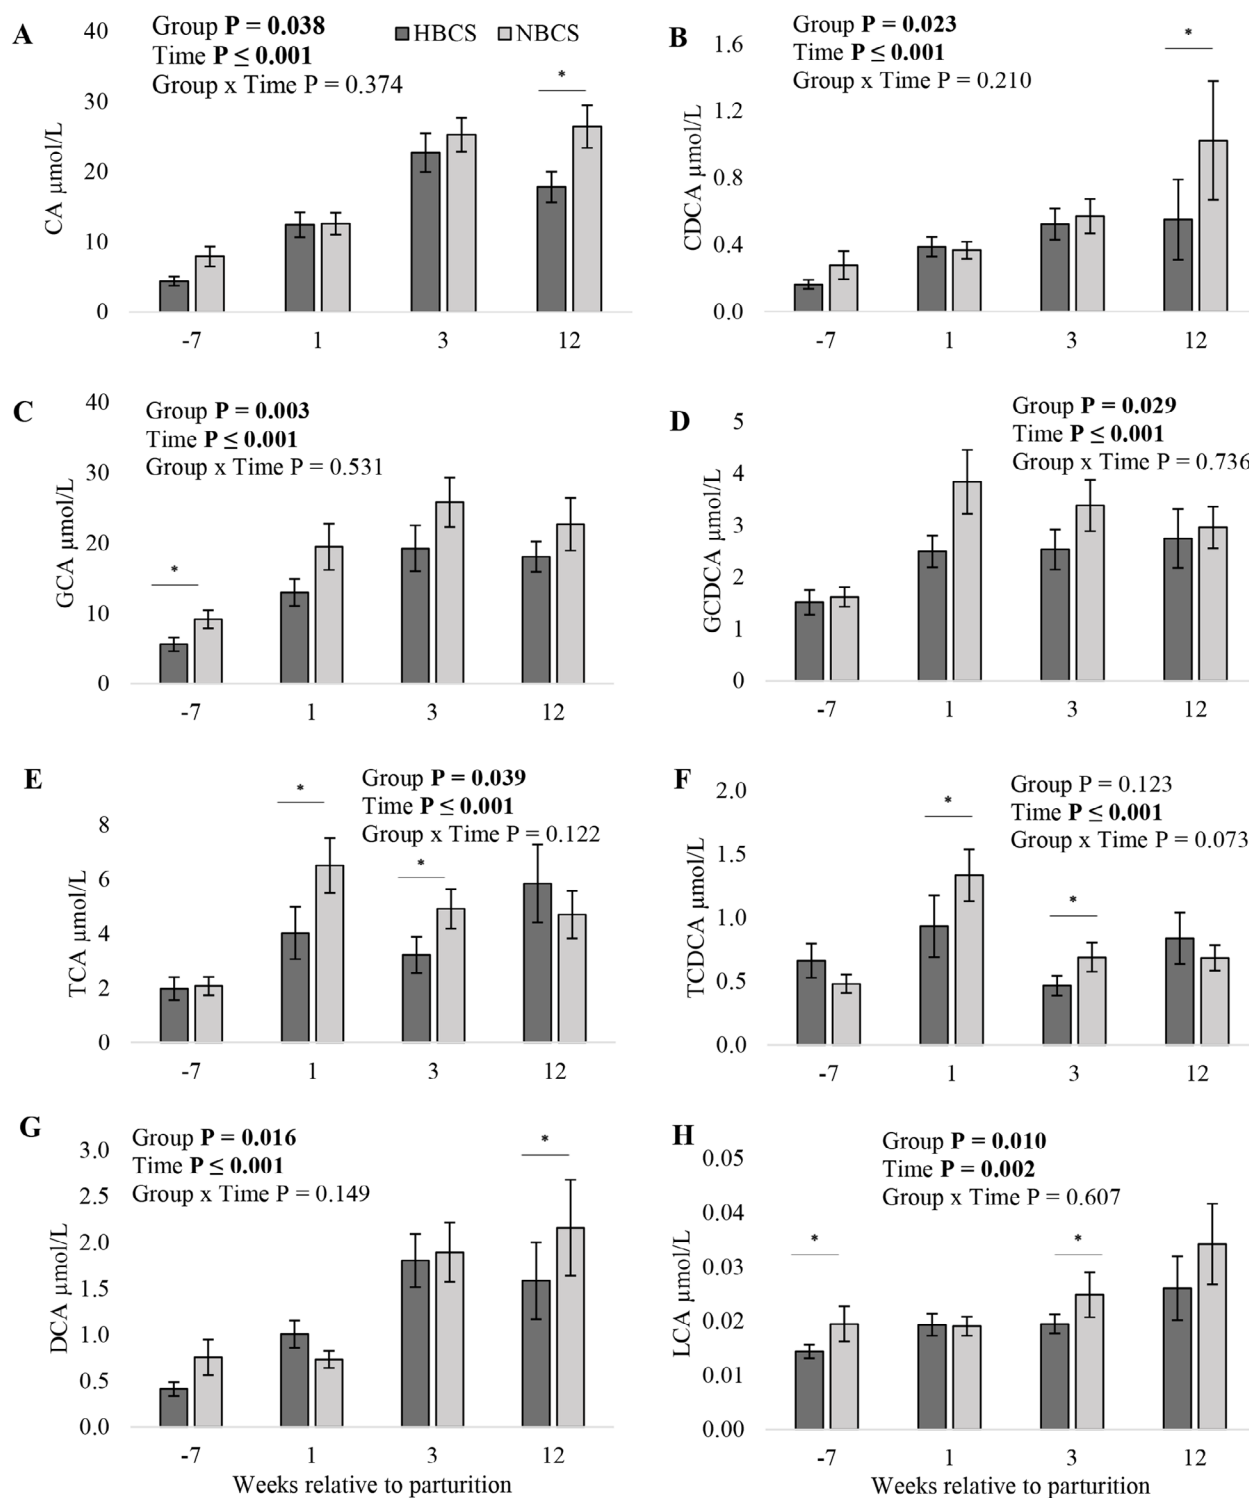 A
Group P = 0.038
Time P ≤ 0.001
Group x Time P = 0.374
HBCS NBCS
CA µmol/L
40
30
20
10
0
*
-7 1 3 12
B
Group P = 0.023
Time P ≤ 0.001
Group x Time P = 0.210
CDCA µmol/L
1.6
1.2
0.8
0.4
0.0
*
-7 1 3 12
C
Group P = 0.003
Time P ≤ 0.001
Group x Time P = 0.531
GCA µmol/L
40
30
20
10
0
*
-7 1 3 12
D
Group P = 0.029
Time P ≤ 0.001
Group x Time P = 0.736
GCDCA µmol/L
5
4
3
2
1
0
-7 1 3 12
E
Group P = 0.039
Time P ≤ 0.001
Group x Time P = 0.122
TCA µmol/L
8
6
4
2
0
*
*
-7 1 3 12
F
Group P = 0.123
Time P ≤ 0.001
Group x Time P = 0.073
TCDCA µmol/L
2.0
1.5
1.0
0.5
0.0
*
*
-7 1 3 12
G
Group P = 0.016
Time P ≤ 0.001
Group x Time P = 0.149
DCA µmol/L
3.0
2.5
2.0
1.5
1.0
0.5
0.0
*
-7 1 3 12
Weeks relative to parturition
H
Group P = 0.010
Time P = 0.002
Group x Time P = 0.607
LCA µmol/L
0.05
0.04
0.03
0.02
0.01
0.00
*
*
-7 1 3 12
Weeks relative to parturition